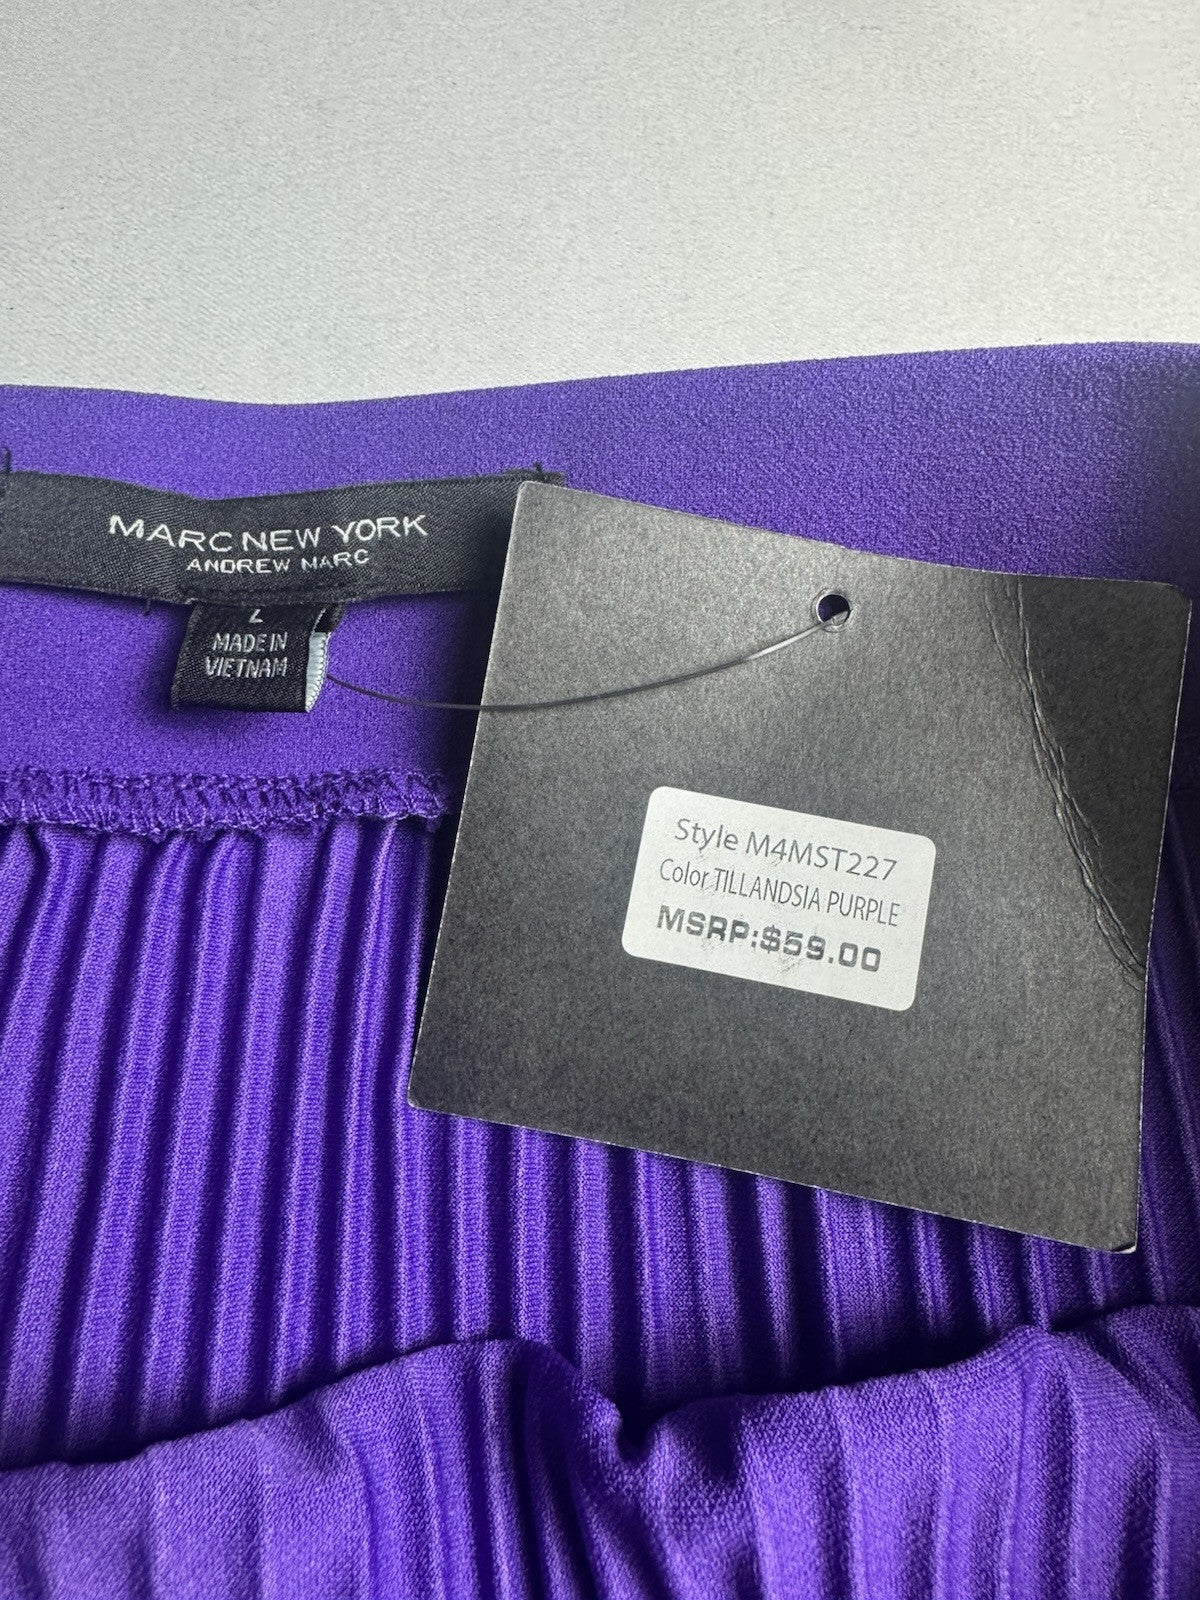 MARC NEW YORK
ANDREW MARC
L
MADE IN
VIETNAM
Style M4MST227
Color TILLANDSIA PURPLE
MSRP:$59.00